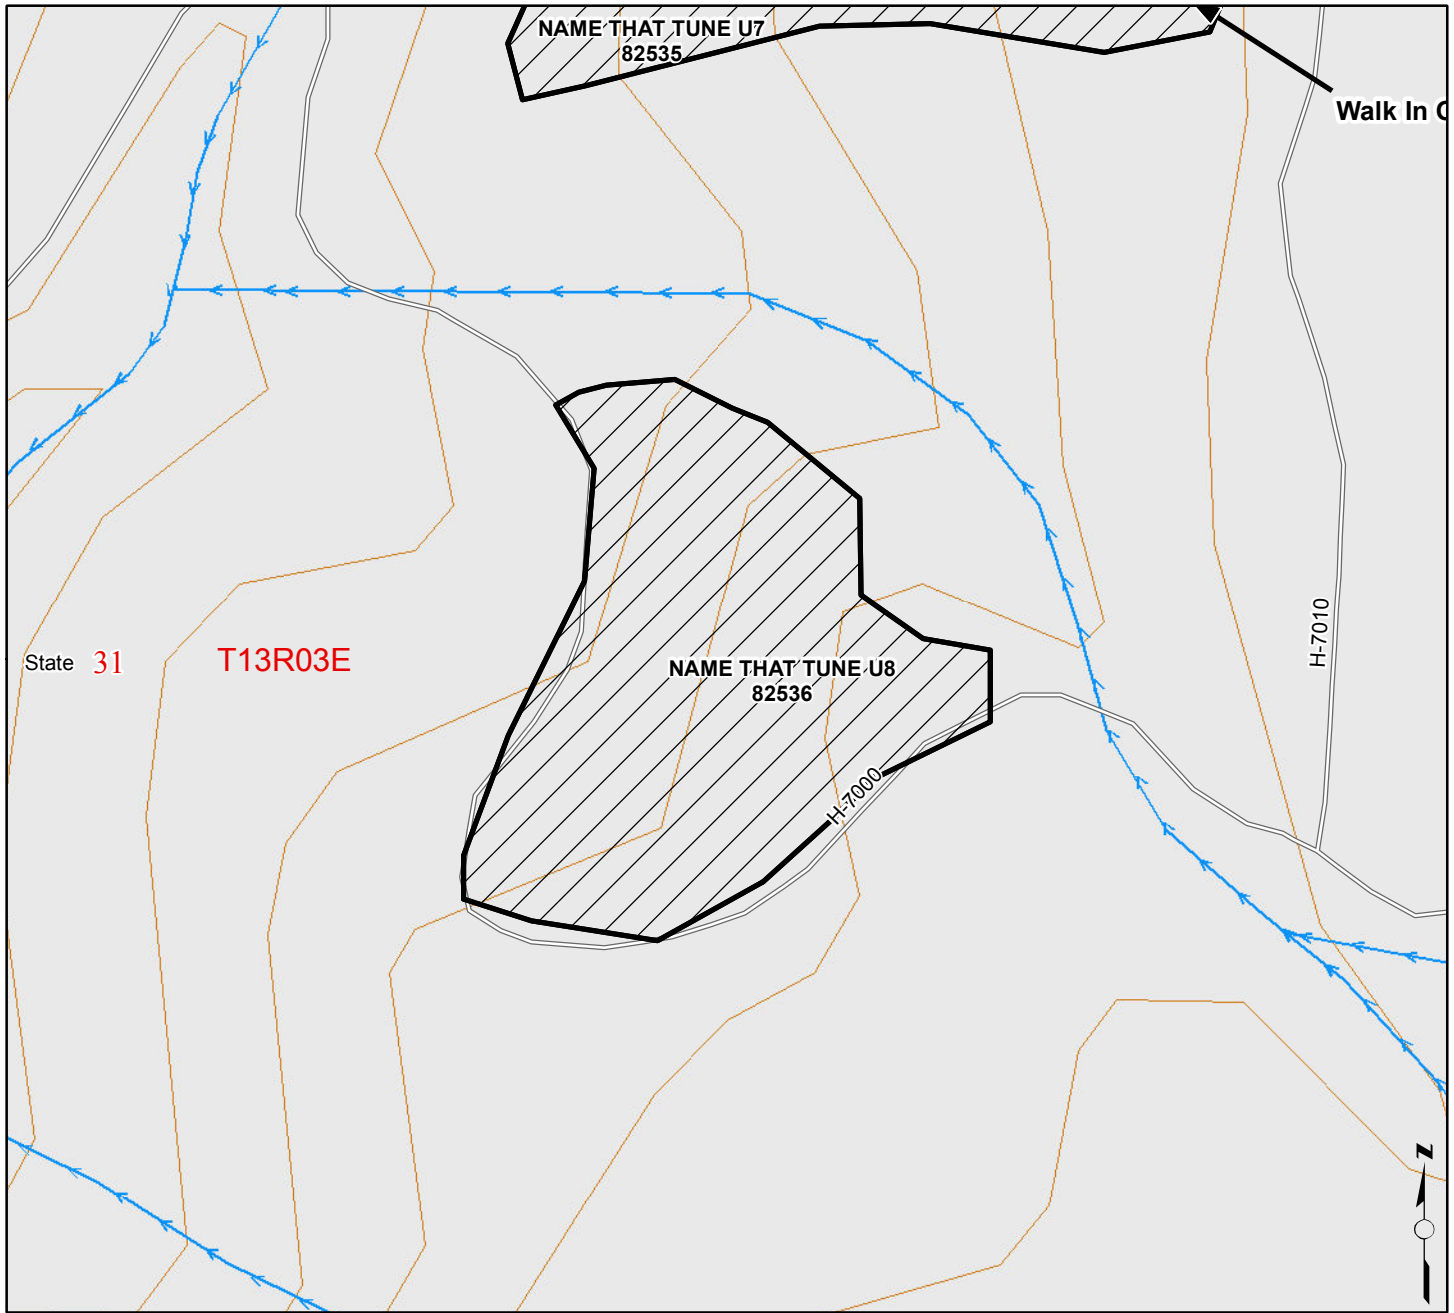 NAME THAT TUNE U7
82535
Walk In
H-7010
State 31
T13R03E
NAME THAT TUNE U8
82536
H-7000
N